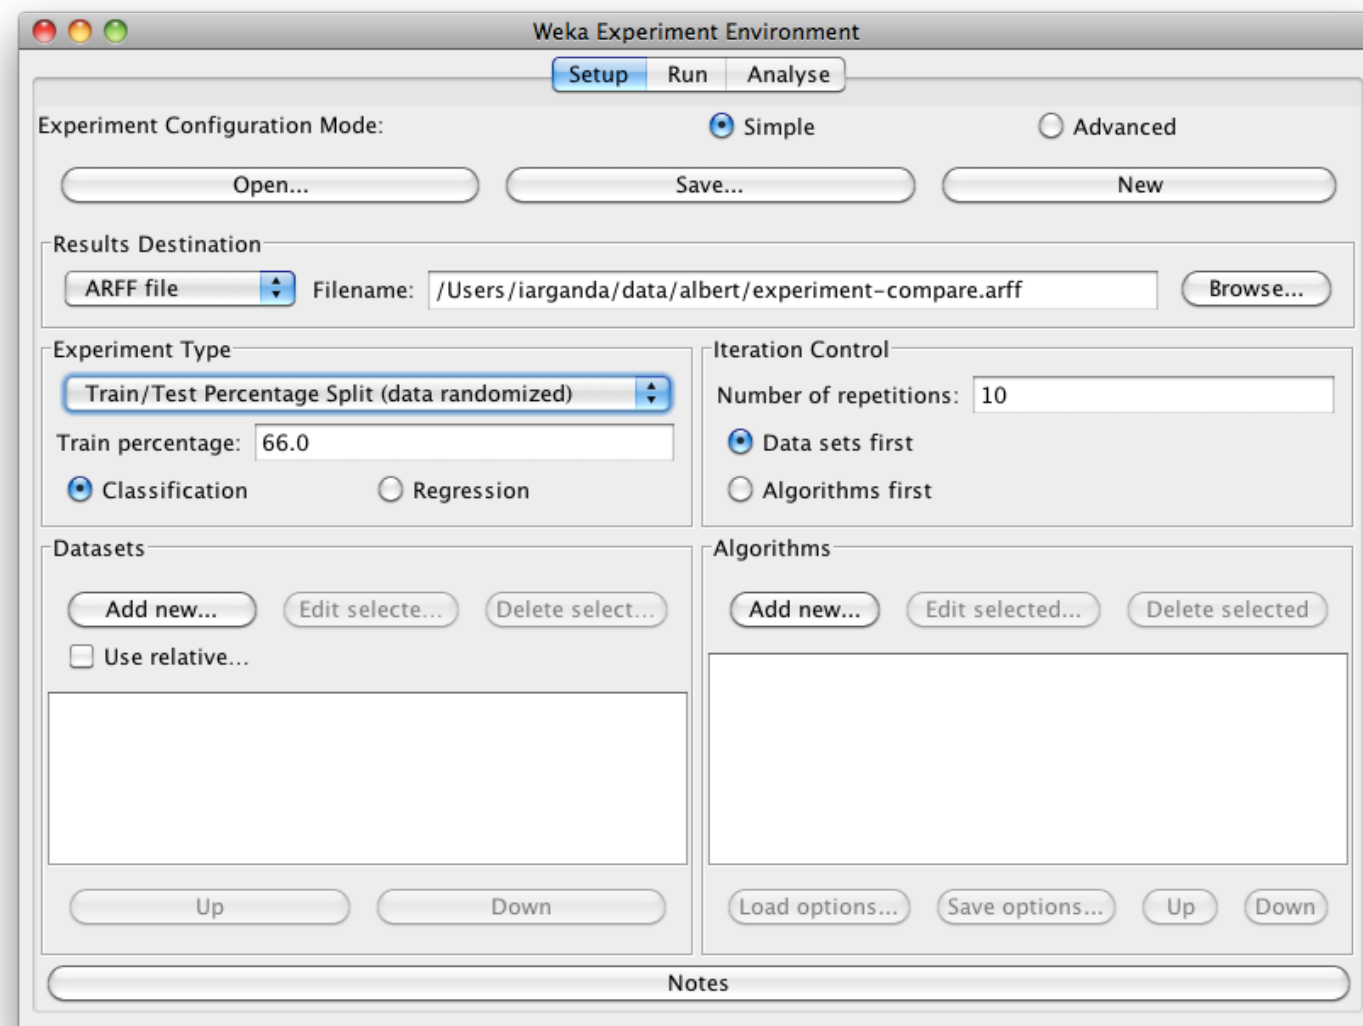 Weka Experiment Environment
Setup Run Analyse
Experiment Configuration Mode: Simple Advanced
Open... Save... New
Results Destination
ARFF file Filename: /Users/iarganda/data/albert/experiment-compare.arff Browse...
Experiment Type
Train/Test Percentage Split (data randomized)
Train percentage: 66.0
Classification Regression
Iteration Control
Number of repetitions: 10
Data sets first
Algorithms first
Datasets
Add new... Edit selecte... Delete select...
Use relative...
Up Down
Algorithms
Add new... Edit selected... Delete selected
Load options... Save options... Up Down
Notes